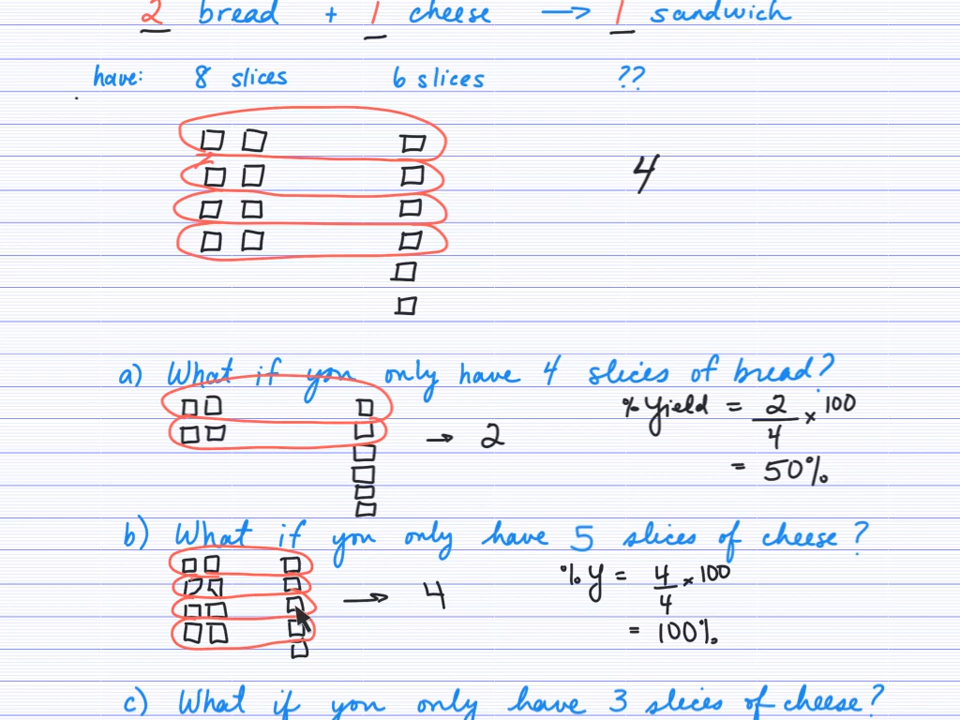 2 bread + 1 cheese → 1 sandwich
have: 8 slices 6 slices ??
4
a) What if you only have 4 slices of bread?
→ 2
% Yield = 2/4 × 100
= 50%
b) What if you only have 5 slices of cheese?
→ 4
% Y = 4/4 × 100
= 100%
c) What if you only have 3 slices of cheese?